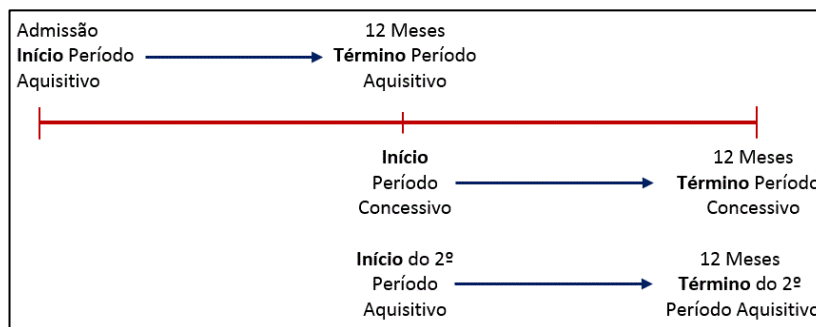 Admissão
Início Período
Aquisitivo
12 Meses
Término Período
Aquisitivo
Início
Período
Concessivo
12 Meses
Término Período
Concessivo
Início do 2º
Período
Aquisitivo
12 Meses
Término do 2º
Período Aquisitivo